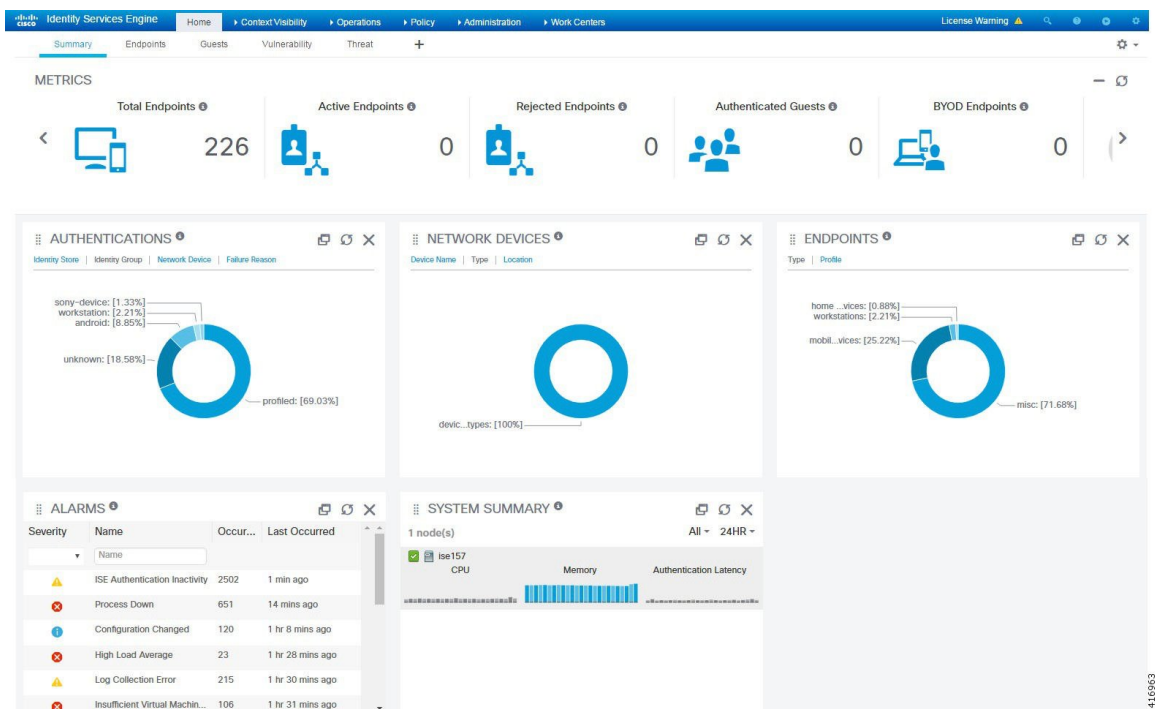 cisco Identity Services Engine Home Context Visibility Operations Policy Administration Work Centers License Warning
Summary Endpoints Guests Vulnerability Threat +
METRICS
Total Endpoints Active Endpoints Rejected Endpoints Authenticated Guests BYOD Endpoints
226 0 0 0 0
AUTHENTICATIONS
Identity Store | Identity Group | Network Device | Failure Reason
sony-device: [1.33%]
workstation: [2.21%]
android: [8.85%]
unknown: [18.58%]
profiled: [69.03%]
NETWORK DEVICES
Device Name | Type | Location
devic...types: [100%]
ENDPOINTS
Type | Profile
home ...vices: [0.88%]
workstations: [2.21%]
mobil...vices: [25.22%]
misc: [71.68%]
ALARMS
Severity Name Occur... Last Occurred
Name
ISE Authentication Inactivity 2502 1 min ago
Process Down 651 14 mins ago
Configuration Changed 120 1 hr 8 mins ago
High Load Average 23 1 hr 28 mins ago
Log Collection Error 215 1 hr 30 mins ago
Insufficient Virtual Machin... 106 1 hr 31 mins ago
SYSTEM SUMMARY
1 node(s) All 24HR
ise157
CPU Memory Authentication Latency
416963